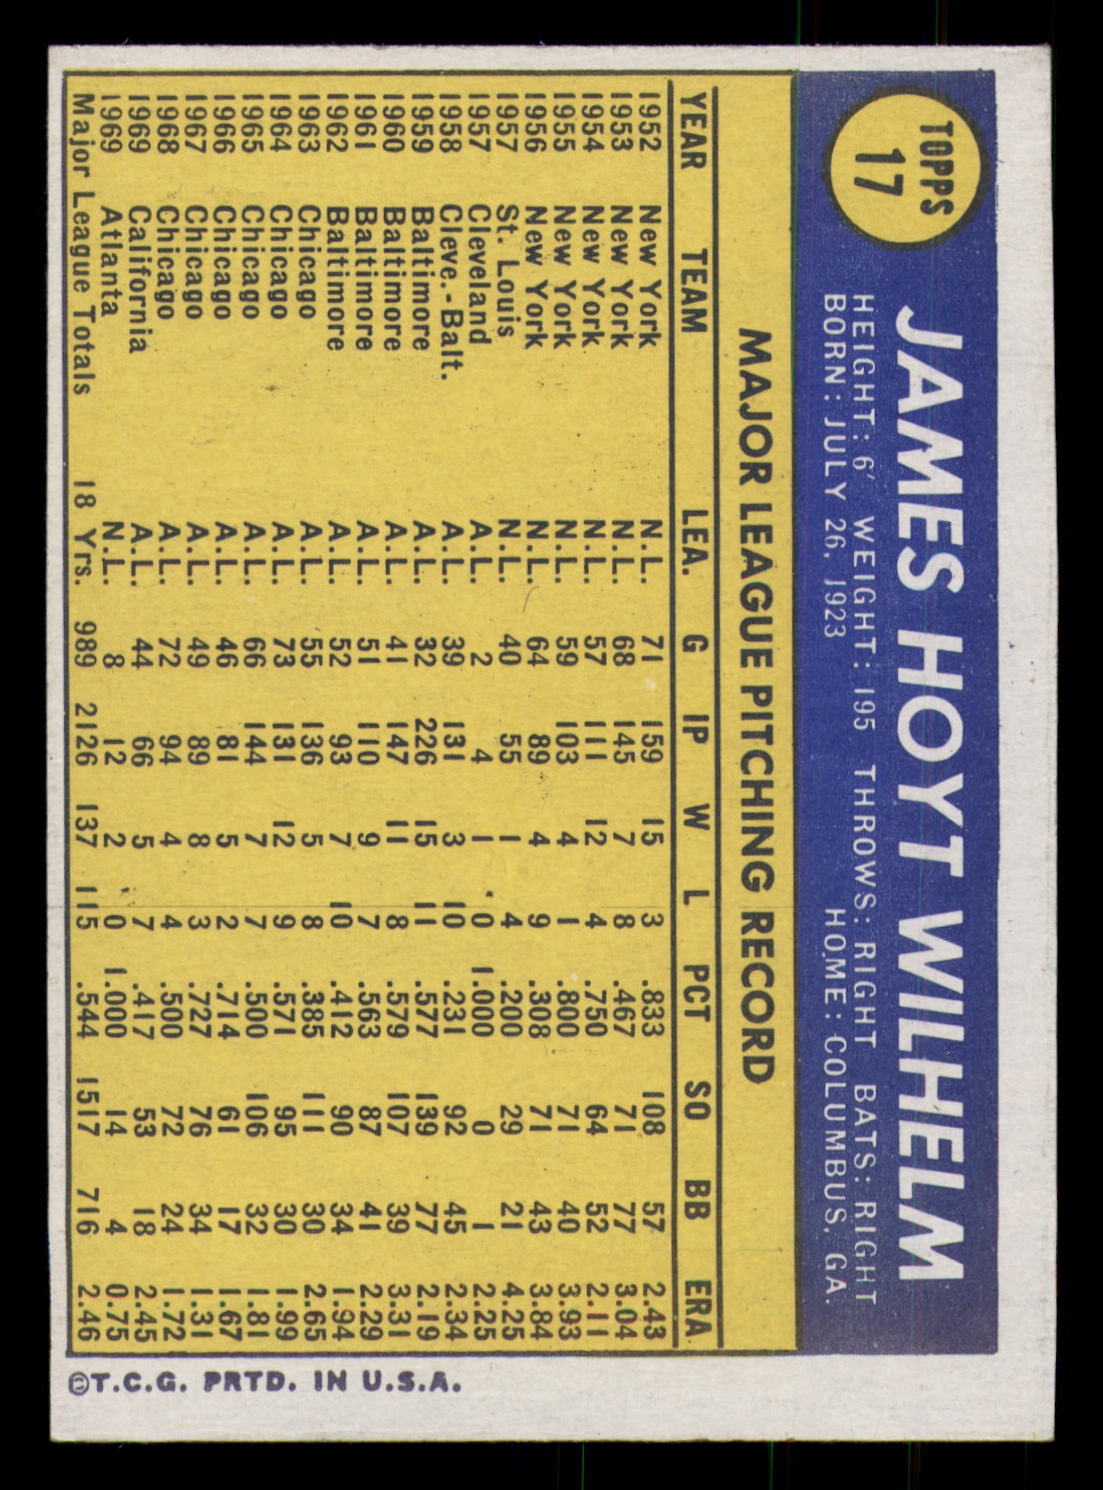 TOPPS
17
JAMES HOYT WILHELM
HEIGHT: 6' WEIGHT: 195 THROWS: RIGHT BATS: RIGHT
BORN: JULY 26, 1923 HOME: COLUMBUS, GA.
MAJOR LEAGUE PITCHING RECORD
YEAR TEAM LEA. G IP W L PCT SO BB ERA
1952 New York N.L. 71 159 15 3 .833 108 57 2.43
1953 New York N.L. 68 145 7 8 .467 71 77 3.04
1954 New York N.L. 57 111 12 4 .750 64 52 2.11
1955 New York N.L. 59 103 4 1 .800 71 40 3.93
1956 New York N.L. 64 89 4 9 .308 71 43 3.84
1957 St. Louis N.L. 40 55 1 4 .200 29 21 4.25
1957 Cleveland A.L. 2 4 1 0 1.000 0 1 2.25
1958 Cleve.-Balt. A.L. 39 131 3 10 .231 92 45 2.34
1959 Baltimore A.L. 32 226 15 11 .577 139 77 2.19
1960 Baltimore A.L. 41 147 11 8 .579 107 39 3.31
1961 Baltimore A.L. 51 110 9 7 .563 87 41 2.29
1962 Baltimore A.L. 52 93 7 10 .412 90 34 1.94
1963 Chicago A.L. 55 136 5 8 .385 111 30 2.65
1964 Chicago A.L. 73 131 12 9 .571 95 30 1.99
1965 Chicago A.L. 66 144 7 7 .500 106 32 1.81
1966 Chicago A.L. 46 81 5 2 .714 61 17 1.67
1967 Chicago A.L. 49 89 8 3 .727 76 34 1.31
1968 Chicago A.L. 72 94 4 4 .500 72 24 1.72
1969 California A.L. 44 66 5 7 .417 53 18 2.45
1969 Atlanta N.L. 8 12 2 0 1.000 14 4 0.75
Major League Totals 18 Yrs. 989 2126 137 115 .544 1517 716 2.46
©T.C.G. PRTD. IN U.S.A.